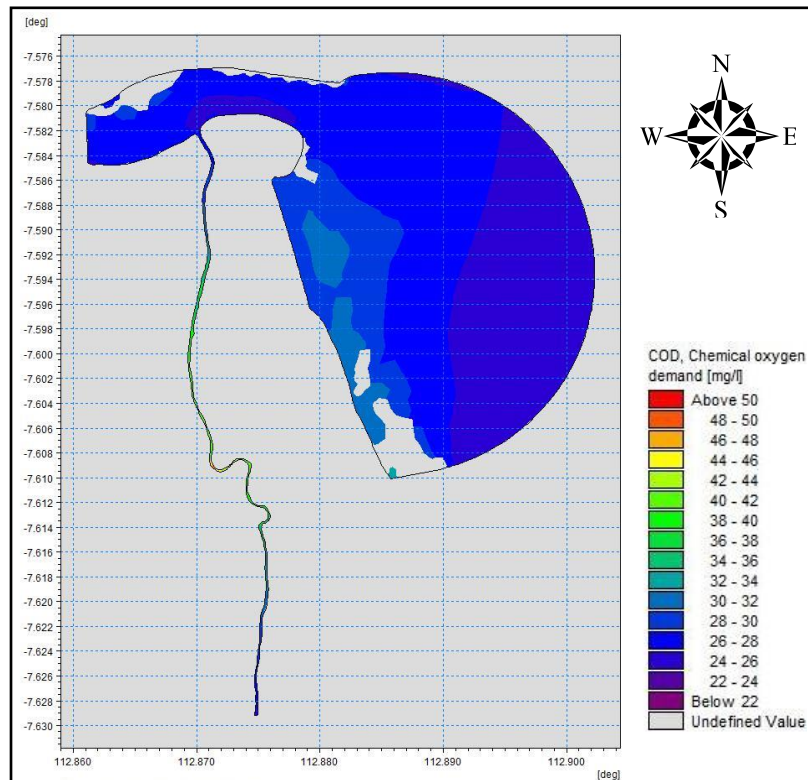 [deg]
-7.576
-7.578
-7.580
-7.582
-7.584
-7.586
-7.588
-7.590
-7.592
-7.594
-7.596
-7.598
-7.600
-7.602
-7.604
-7.606
-7.608
-7.610
-7.612
-7.614
-7.616
-7.618
-7.620
-7.622
-7.624
-7.626
-7.628
-7.630
112.860 112.870 112.880 112.890 112.900
[deg]
N
W E
S
COD, Chemical oxygen
demand [mg/l]
Above 50
48 - 50
46 - 48
44 - 46
42 - 44
40 - 42
38 - 40
36 - 38
34 - 36
32 - 34
30 - 32
28 - 30
26 - 28
24 - 26
22 - 24
Below 22
Undefined Value